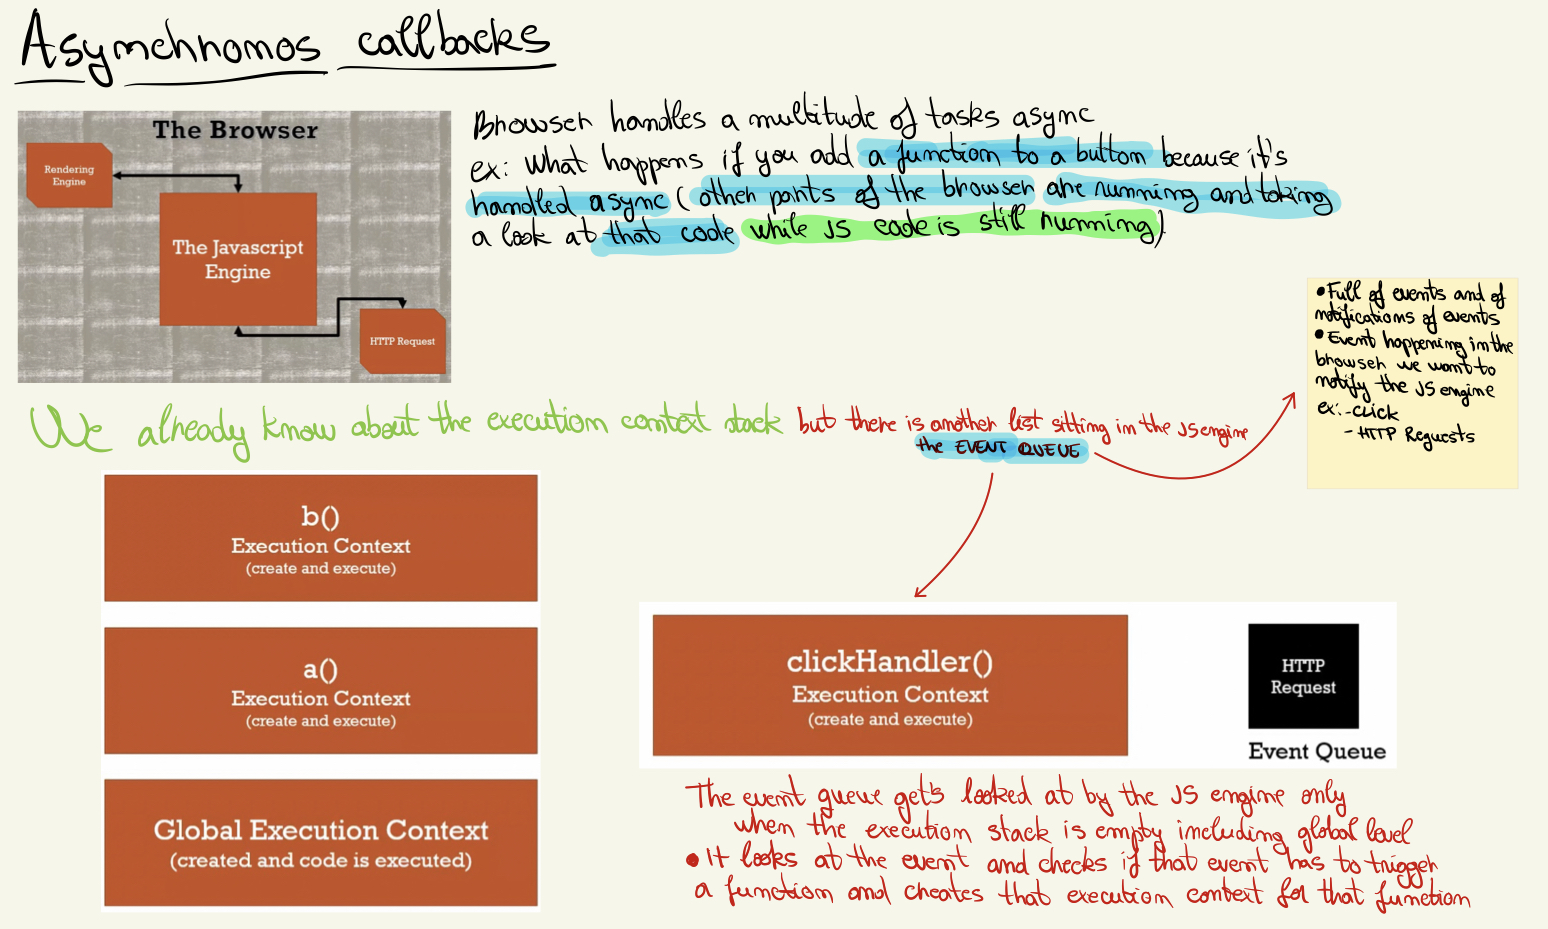 Asynchronos callbacks
The Browser
Rendering
Engine
The Javascript
Engine
HTTP Request
Browser handles a multitude of tasks async
ex: What happens if you add a function to a button because it's
handled async (other parts of the browser are running and taking
a look at that code while JS code is still running)
• Full of events and of
notifications of events
• Event happening in the
browser we want to
notify the JS engine
ex: - click
- HTTP Requests
We already know about the execution context stack but there is another list sitting in the JS engine
the EVENT QUEUE
b()
Execution Context
(create and execute)
a()
Execution Context
(create and execute)
Global Execution Context
(created and code is executed)
clickHandler()
Execution Context
(create and execute)
HTTP
Request
Event Queue
The event queue gets looked at by the JS engine only
when the execution stack is empty including global level
• It looks at the event and checks if that event has to trigger
a function and creates that execution context for that function